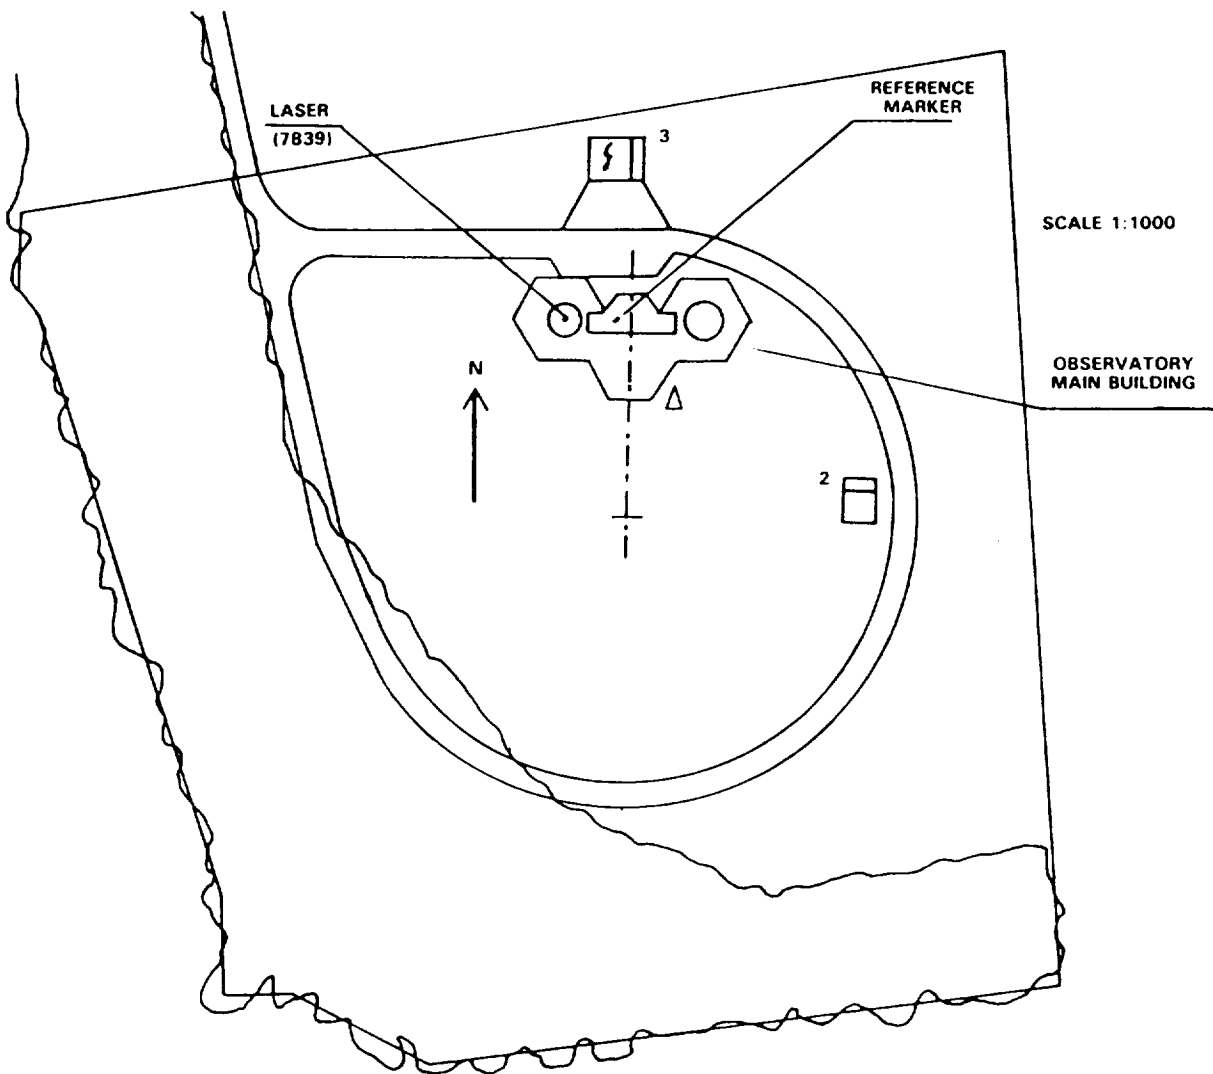 LASER
(7839)
REFERENCE
MARKER
3
SCALE 1:1000
OBSERVATORY
MAIN BUILDING
N
2